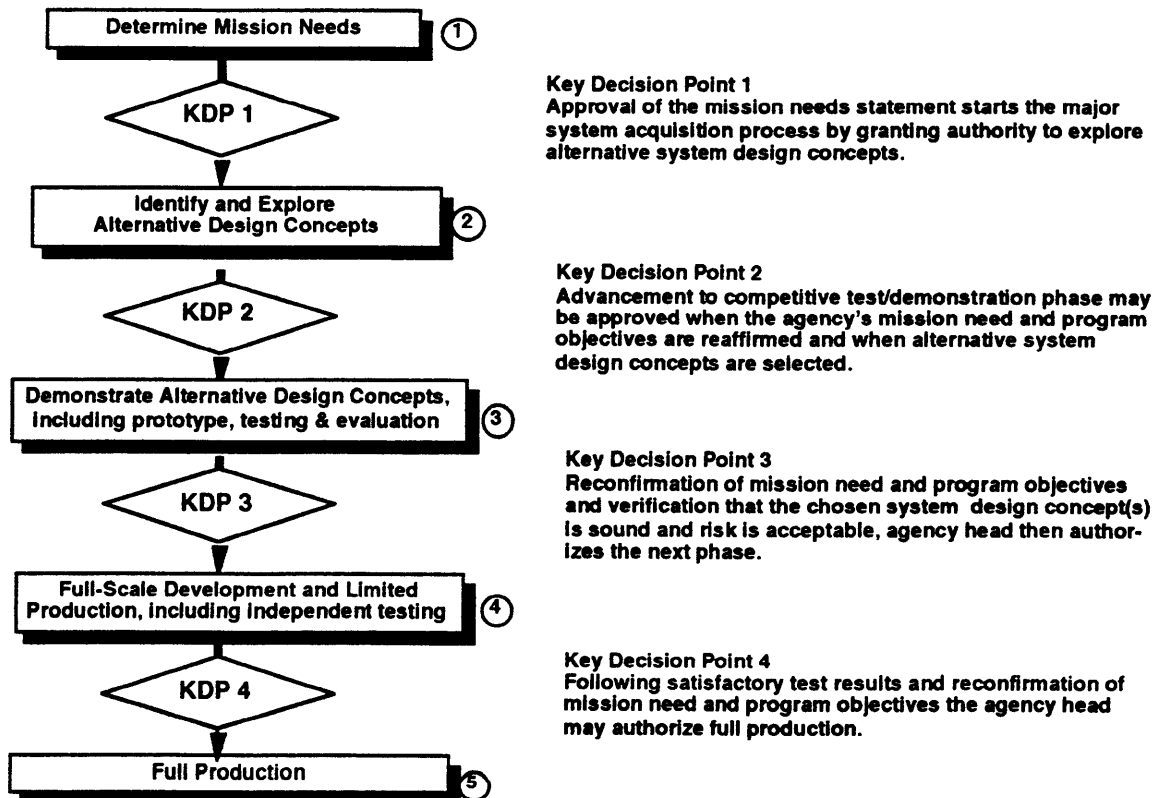 Determine Mission Needs
1
KDP 1
Key Decision Point 1
Approval of the mission needs statement starts the major
system acquisition process by granting authority to explore
alternative system design concepts.
Identify and Explore
Alternative Design Concepts
2
KDP 2
Key Decision Point 2
Advancement to competitive test/demonstration phase may
be approved when the agency's mission need and program
objectives are reaffirmed and when alternative system
design concepts are selected.
Demonstrate Alternative Design Concepts,
including prototype, testing & evaluation
3
KDP 3
Key Decision Point 3
Reconfirmation of mission need and program objectives
and verification that the chosen system design concept(s)
is sound and risk is acceptable, agency head then author-
izes the next phase.
Full-Scale Development and Limited
Production, including independent testing
4
KDP 4
Key Decision Point 4
Following satisfactory test results and reconfirmation of
mission need and program objectives the agency head
may authorize full production.
Full Production
5